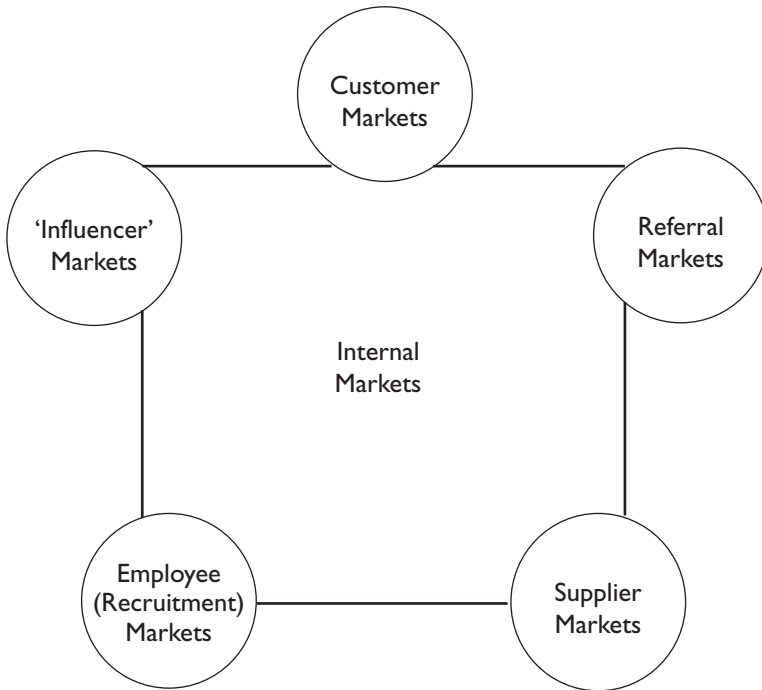 Customer
Markets
‘Influencer’
Markets
Referral
Markets
Internal
Markets
Employee
(Recruitment)
Markets
Supplier
Markets